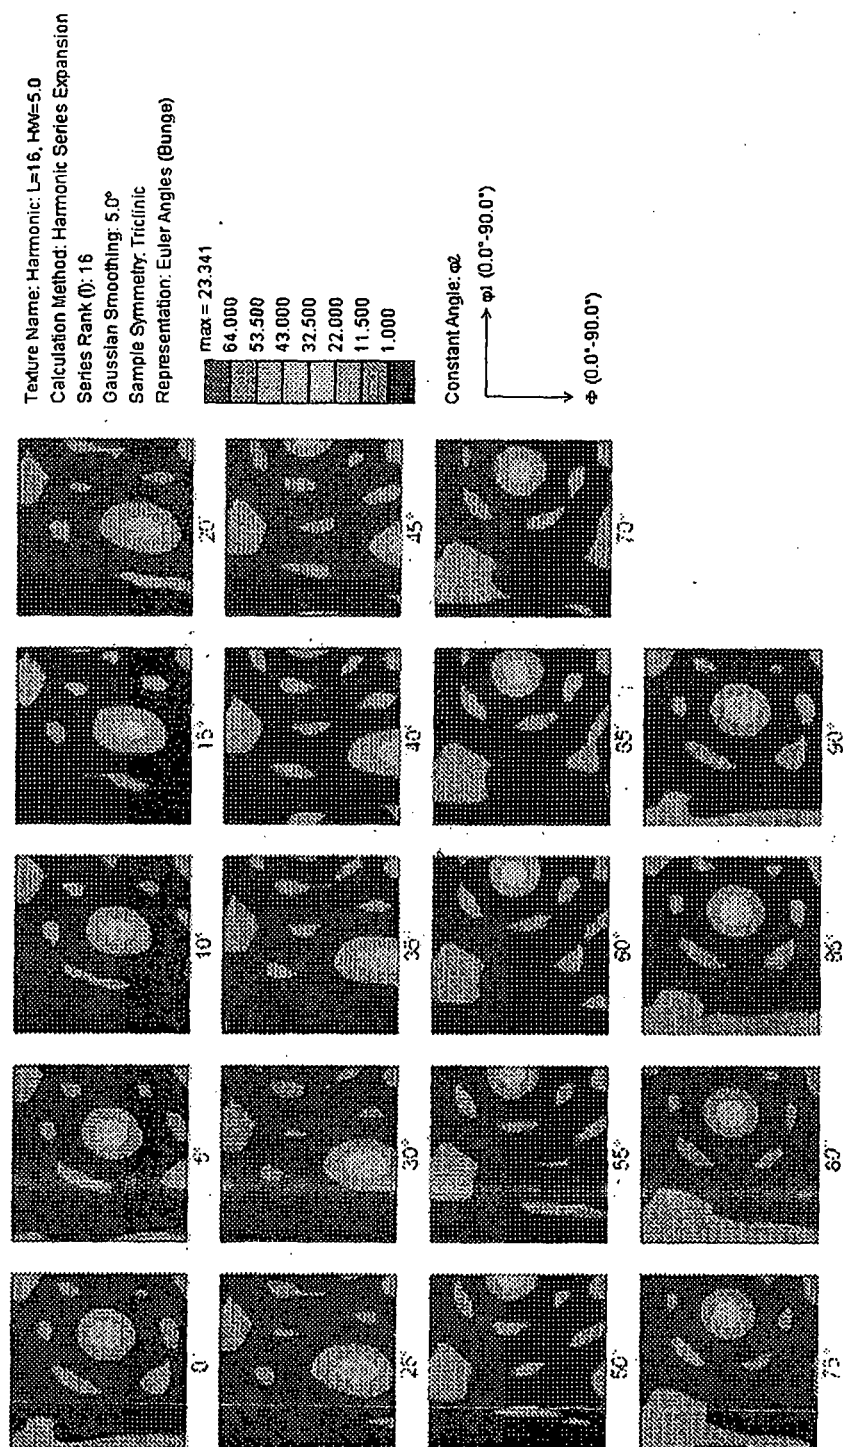 Texture Name: Harmonic: L=16, HW=5.0
Calculation Method: Harmonic Series Expansion
Series Rank (l): 16
Gaussian Smoothing: 5.0°
Sample Symmetry: Triclinic
Representation: Euler Angles (Bunge)
max = 23.341
64.000
53.500
43.000
32.500
22.000
11.500
1.000
Constant Angle: φ2
φ1 (0.0°-90.0°)
Φ (0.0°-90.0°)
0°
5°
10°
15°
20°
25°
30°
35°
40°
45°
50°
55°
60°
65°
70°
75°
80°
85°
90°